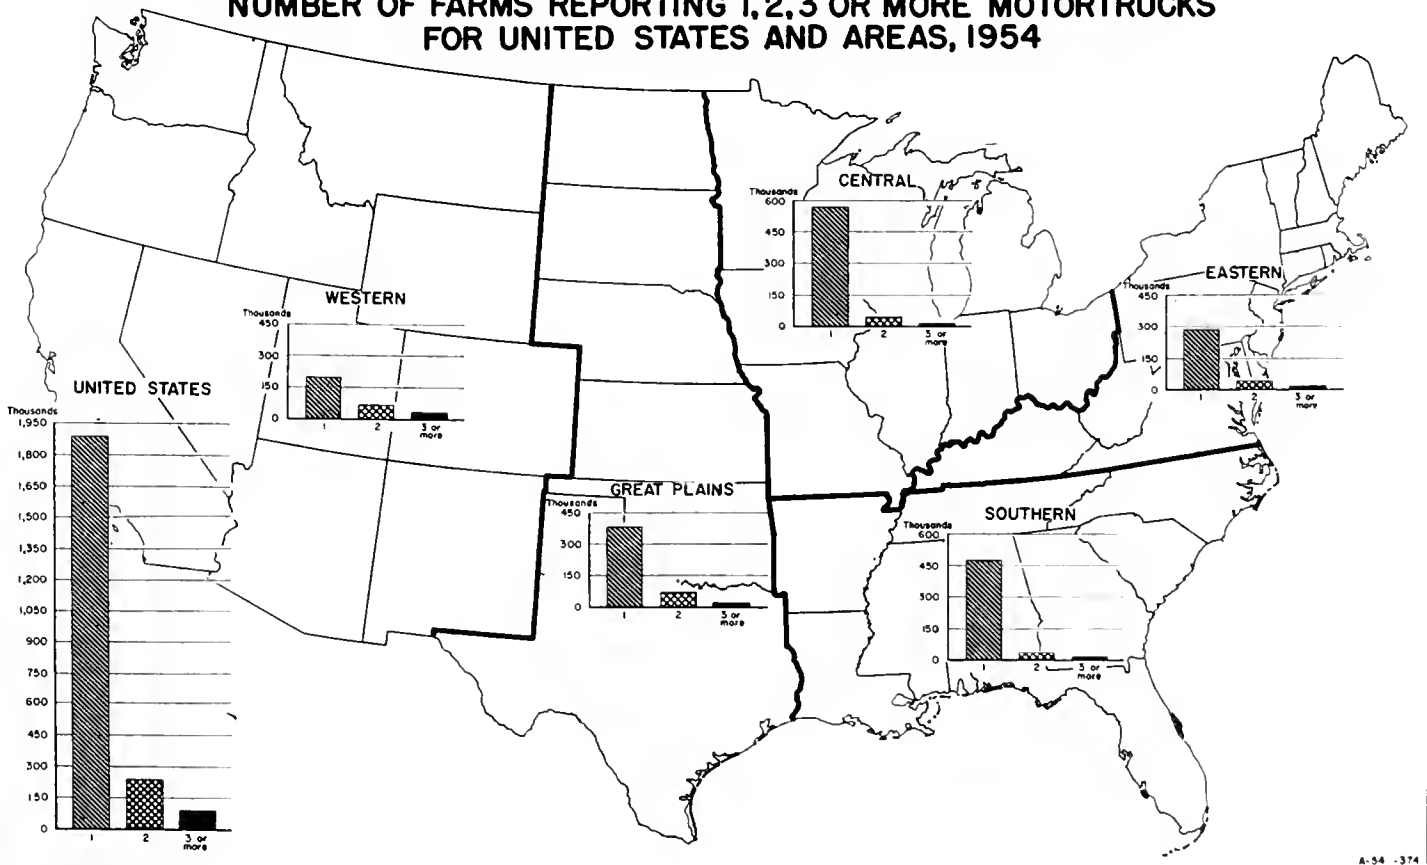 NUMBER OF FARMS REPORTING 1, 2, 3 OR MORE MOTORTRUCKS
FOR UNITED STATES AND AREAS, 1954
CENTRAL
Thousands
600
450
300
150
0
1
2
3 or
more
EASTERN
Thousands
450
300
150
0
1
2
3 or
more
WESTERN
Thousands
450
300
150
0
1
2
3 or
more
UNITED STATES
Thousands
1,950
1,800
1,650
1,500
1,350
1,200
1,050
900
750
600
450
300
150
0
1
2
3 or
more
GREAT PLAINS
Thousands
450
300
150
0
1
2
3 or
more
SOUTHERN
Thousands
600
450
300
150
0
1
2
3 or
more
A-54 -374